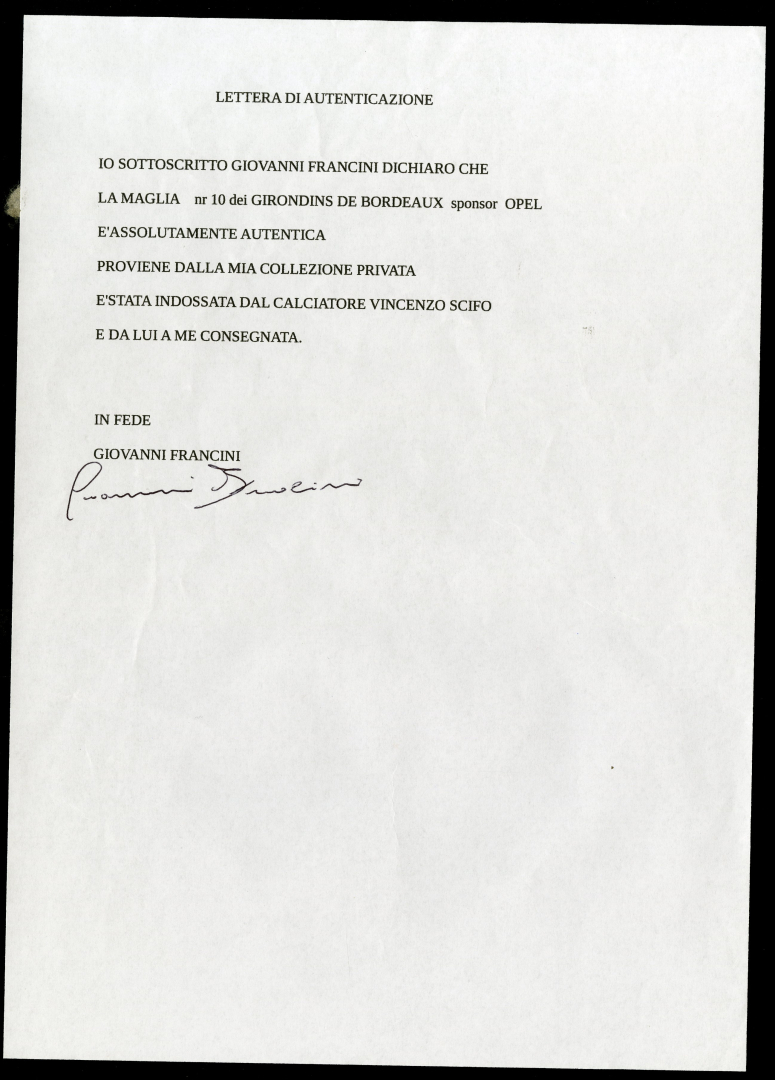 LETTERA DI AUTENTICAZIONE
IO SOTTOSCRITTO GIOVANNI FRANCINI DICHIARO CHE
LA MAGLIA nr 10 dei GIRONDINS DE BORDEAUX sponsor OPEL
E'ASSOLUTAMENTE AUTENTICA
PROVIENE DALLA MIA COLLEZIONE PRIVATA
E'STATA INDOSSATA DAL CALCIATORE VINCENZO SCIFO
E DA LUI A ME CONSEGNATA.
IN FEDE
GIOVANNI FRANCINI
Giovanni Francini